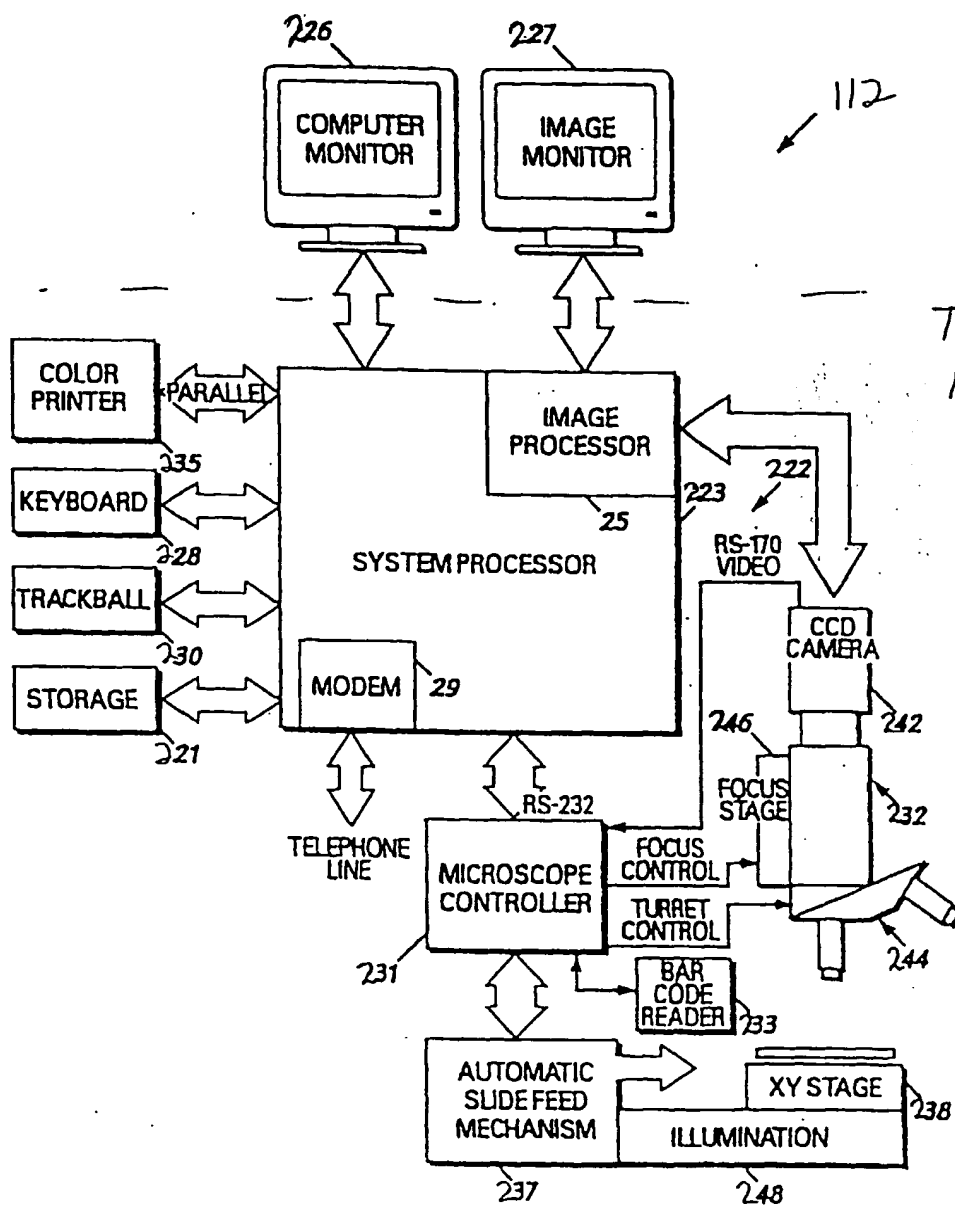 226
227
112
COMPUTER
MONITOR
IMAGE
MONITOR
COLOR
PRINTER
PARALLEL
235
IMAGE
PROCESSOR
25
223
222
KEYBOARD
228
SYSTEM PROCESSOR
RS-170
VIDEO
TRACKBALL
230
CCD
CAMERA
242
STORAGE
221
MODEM
29
246
FOCUS
STAGE
232
TELEPHONE
LINE
RS-232
MICROSCOPE
CONTROLLER
231
FOCUS
CONTROL
TURRET
CONTROL
244
BAR
CODE
READER
233
AUTOMATIC
SLIDE FEED
MECHANISM
237
XY STAGE
238
ILLUMINATION
248